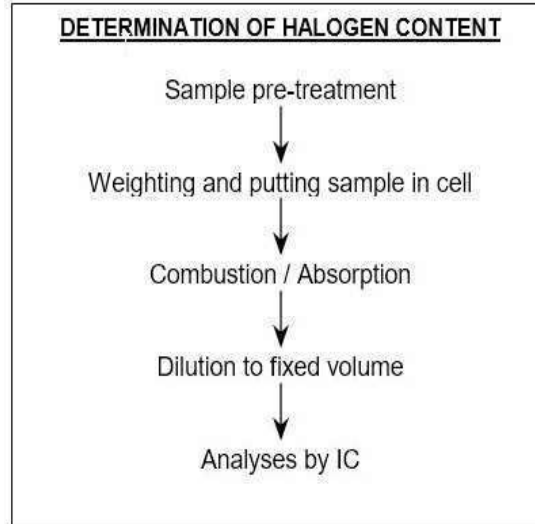 DETERMINATION OF HALOGEN CONTENT
Sample pre-treatment
Weighting and putting sample in cell
Combustion / Absorption
Dilution to fixed volume
Analyses by IC